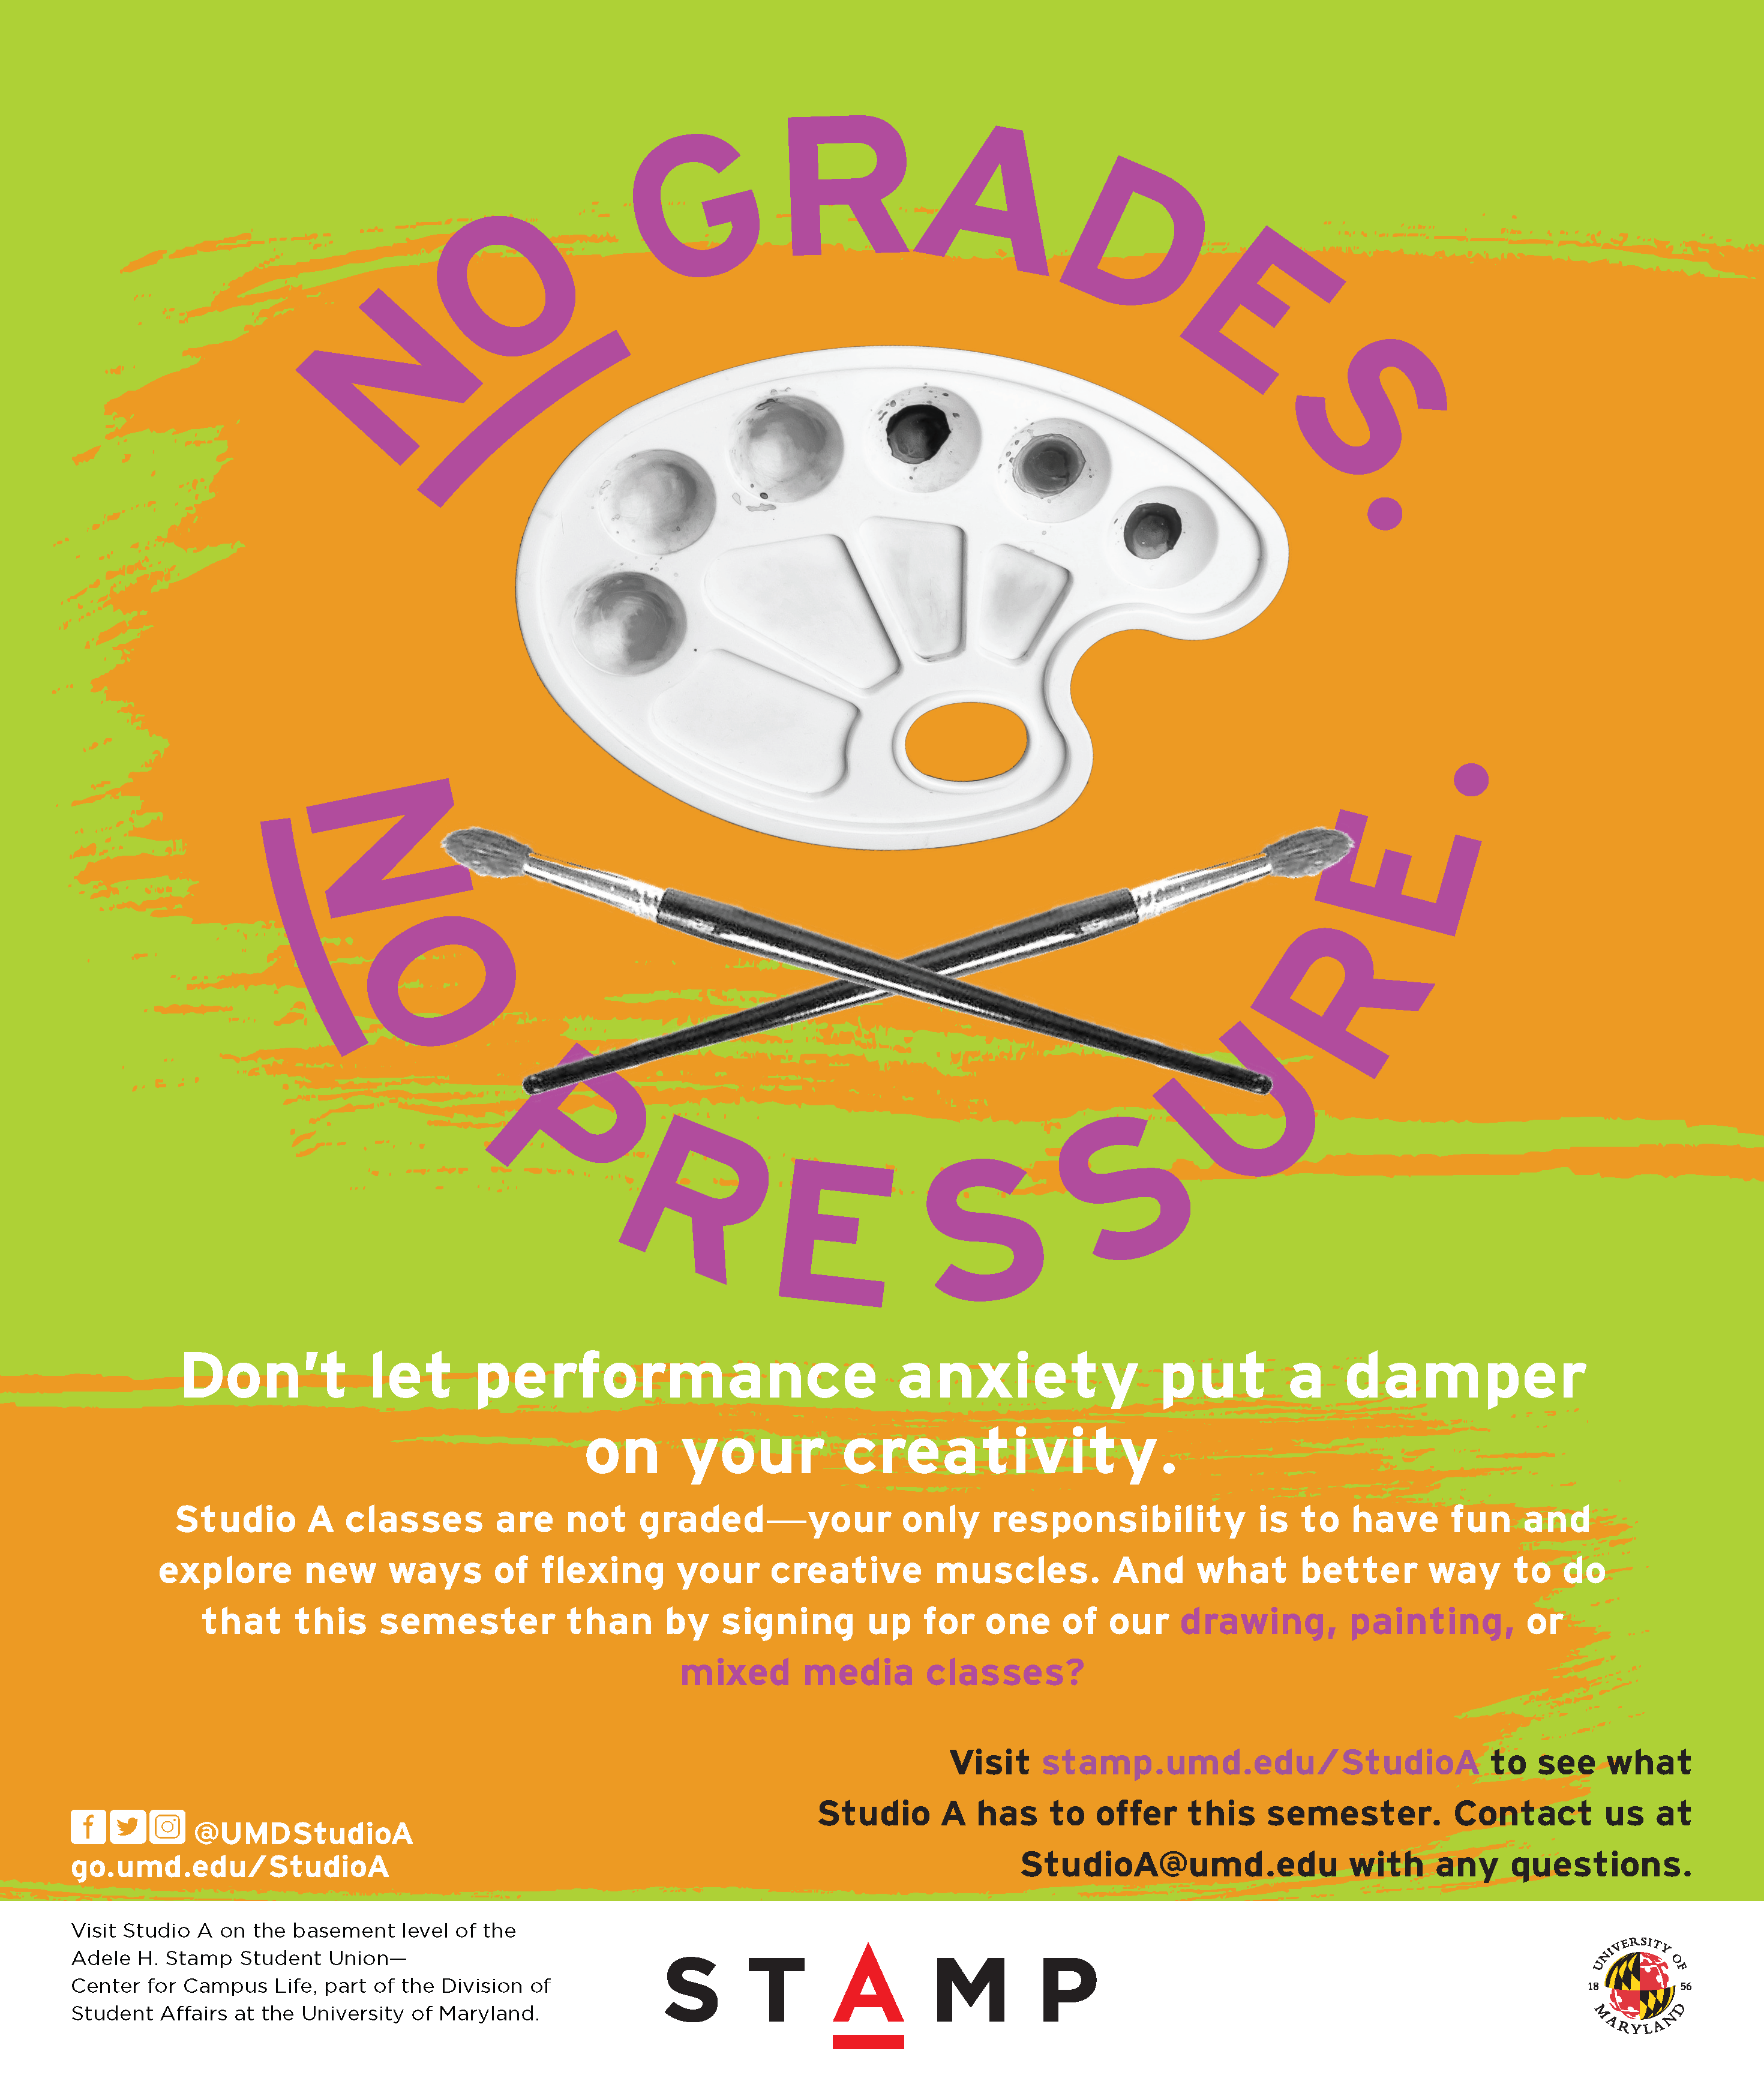 NO GRADES.
NO PRESSURE.
Don't let performance anxiety put a damper
on your creativity.
Studio A classes are not graded—your only responsibility is to have fun and
explore new ways of flexing your creative muscles. And what better way to do
that this semester than by signing up for one of our drawing, painting, or
mixed media classes?
Visit stamp.umd.edu/StudioA to see what
Studio A has to offer this semester. Contact us at
StudioA@umd.edu with any questions.
@UMDStudioA
go.umd.edu/StudioA
Visit Studio A on the basement level of the
Adele H. Stamp Student Union—
Center for Campus Life, part of the Division of
Student Affairs at the University of Maryland.
STAMP
UNIVERSITY OF
18 56
MARYLAND